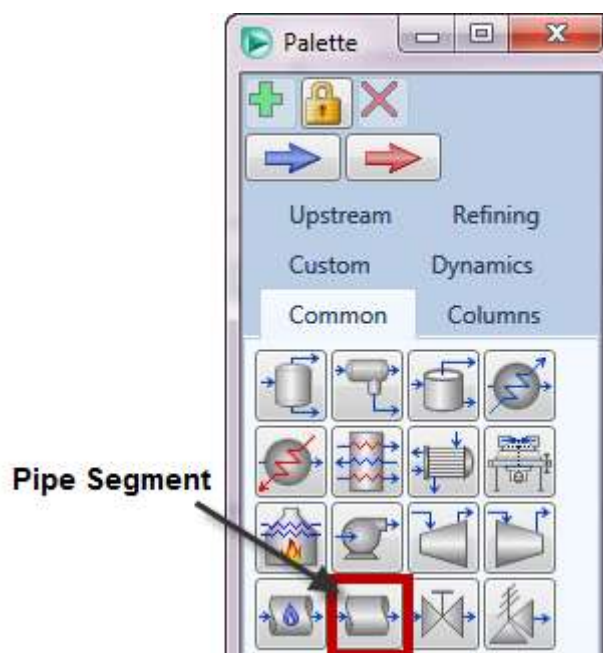 Palette
Upstream Refining
Custom Dynamics
Common Columns
Pipe Segment